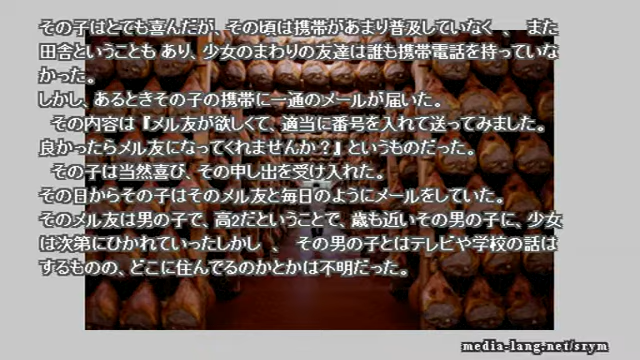 その子はとても喜んだが、その頃は携帯があまり普及していなく 、 また
田舎ということも あり、少女のまわりの友達は誰も携帯電話を持っていな
かった。
しかし、あるときその子の携帯に一通のメールが届いた。
その内容は『メル友が欲しくて、適当に番号を入れて送ってみました。
良かったらメル友になってくれませんか？』というものだった。
その子は当然喜び、その申し出を受け入れた。
その日からその子はそのメル友と毎日のようにメールをしていた。
そのメル友は男の子で、高2だということで、歳も近いその男の子に、少女
は次第にひかれていったしかし 、 その男の子とはテレビや学校の話は
するものの、どこに住んでるのかとかは不明だった。
media-lang.net/srym